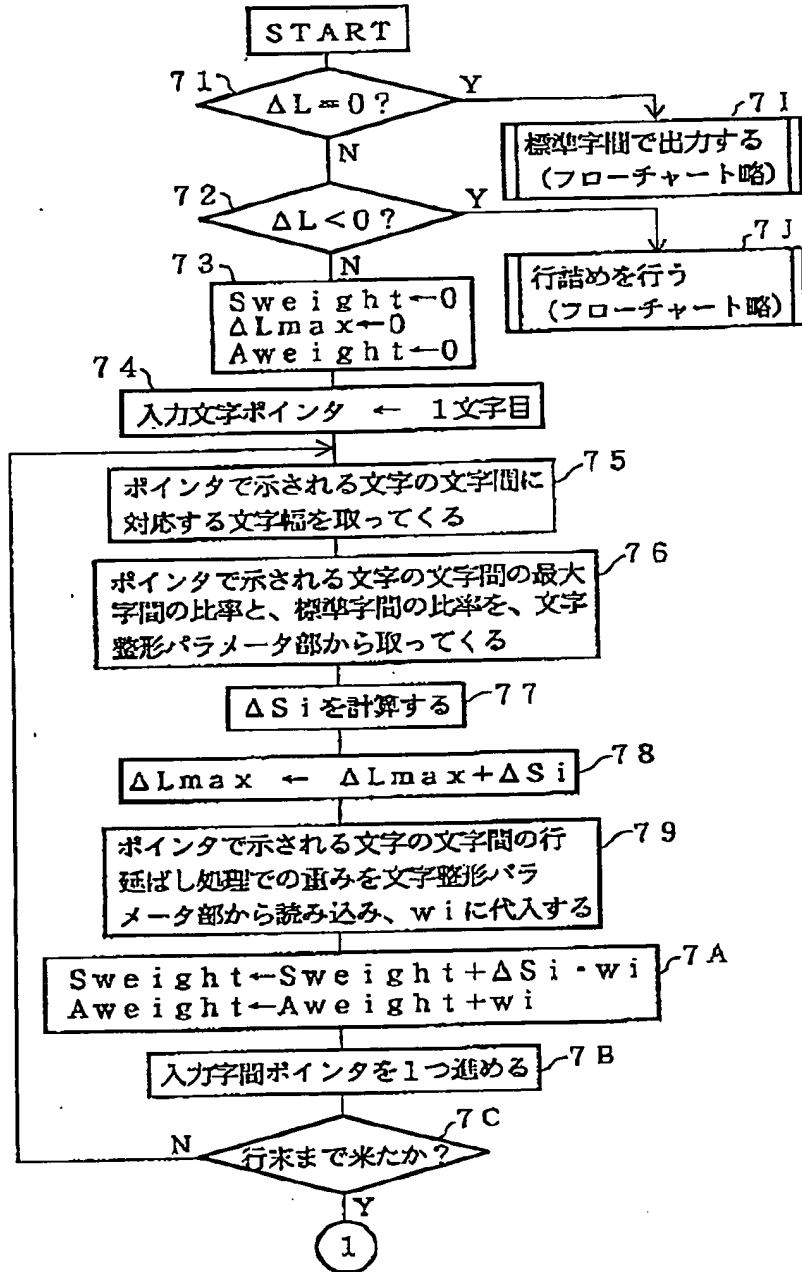 START
71
ΔL=0?
Y
N
7I
標準字間で出力する
(フローチャート略)
72
ΔL<0?
Y
N
7J
行詰めを行う
(フローチャート略)
73
Sweight←0
ΔLmax←0
Aweight←0
74
入力文字ポインタ ← 1文字目
75
ポインタで示される文字の文字間に
対応する文字幅を取ってくる
76
ポインタで示される文字の文字間の最大
字間の比率と、標準字間の比率を、文字
整形パラメータ部から取ってくる
77
ΔSiを計算する
78
ΔLmax ← ΔLmax+ΔSi
79
ポインタで示される文字の文字間の行
延ばし処理での重みを文字整形パラ
メータ部から読み込み、wiに代入する
7A
Sweight←Sweight+ΔSi・wi
Aweight←Aweight+wi
7B
入力字間ポインタを1つ進める
7C
行末まで来たか?
N
Y
1